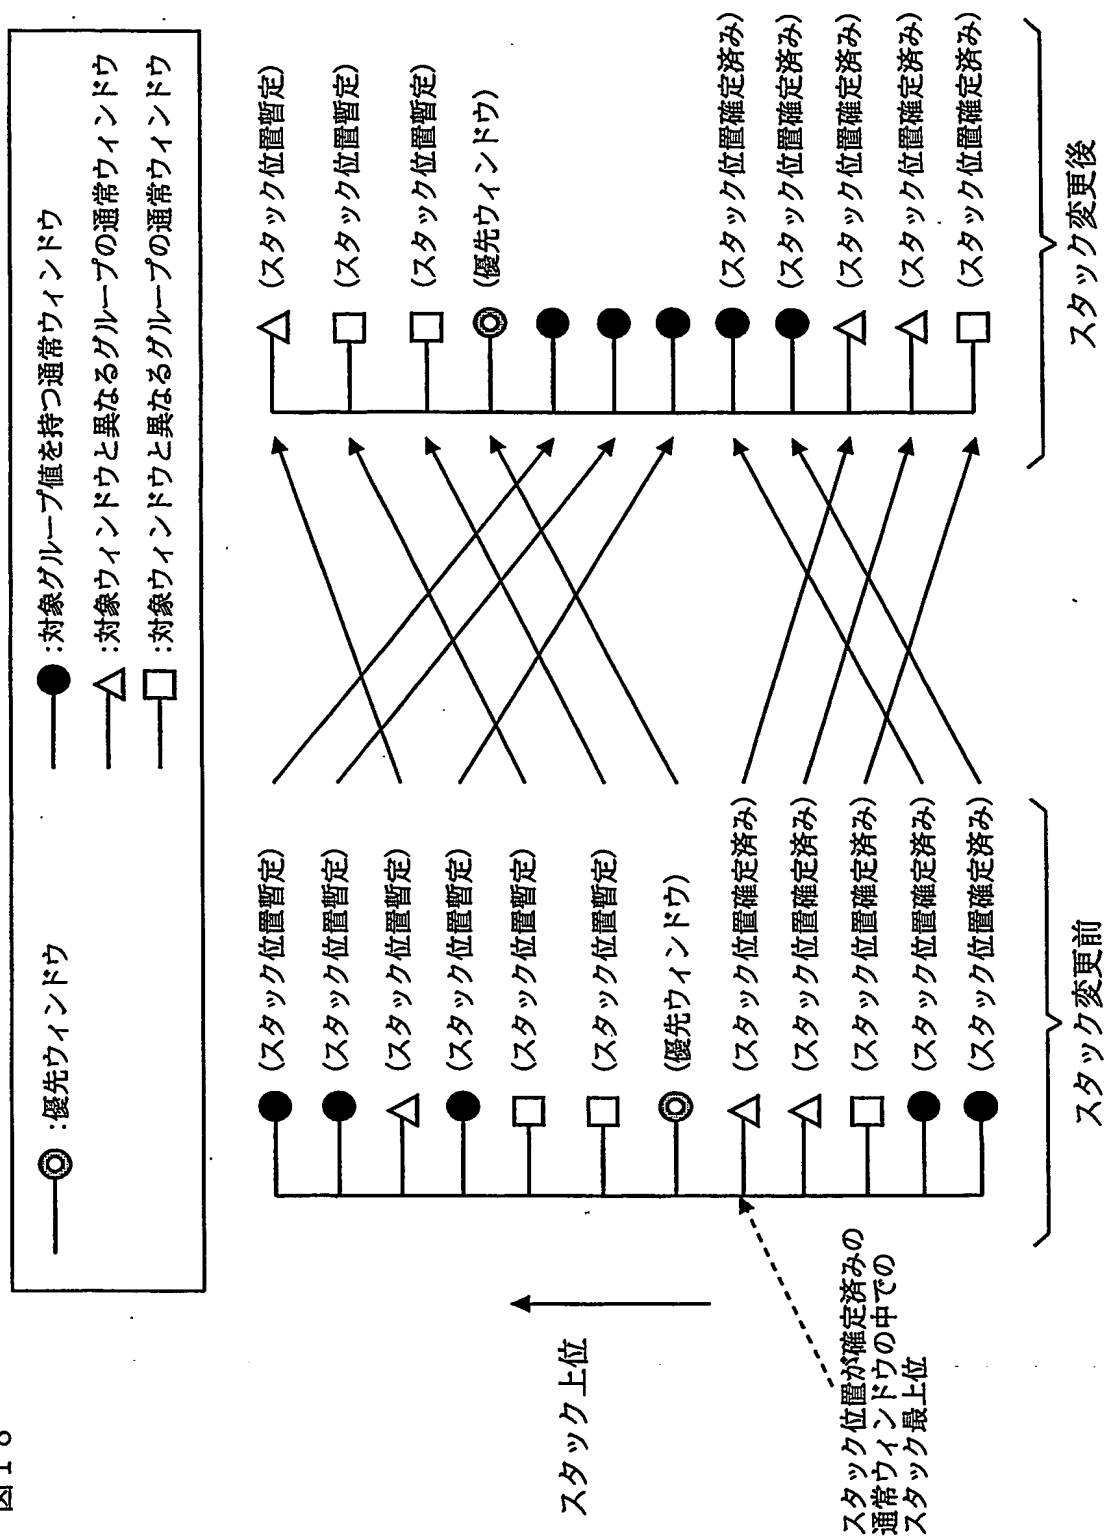 図18
:優先ウィンドウ
:対象グループ値を持つ通常ウィンドウ
:対象ウィンドウと異なるグループの通常ウィンドウ
:対象ウィンドウと異なるグループの通常ウィンドウ
スタック上位
スタック位置が確定済みの
通常ウィンドウの中での
スタック最上位
(スタック位置暫定)
(スタック位置暫定)
(スタック位置暫定)
(スタック位置暫定)
(スタック位置暫定)
(スタック位置暫定)
(優先ウィンドウ)
(スタック位置確定済み)
(スタック位置確定済み)
(スタック位置確定済み)
(スタック位置確定済み)
(スタック位置確定済み)
スタック変更前
(スタック位置暫定)
(スタック位置暫定)
(スタック位置暫定)
(優先ウィンドウ)
(スタック位置確定済み)
(スタック位置確定済み)
(スタック位置確定済み)
(スタック位置確定済み)
(スタック位置確定済み)
スタック変更後